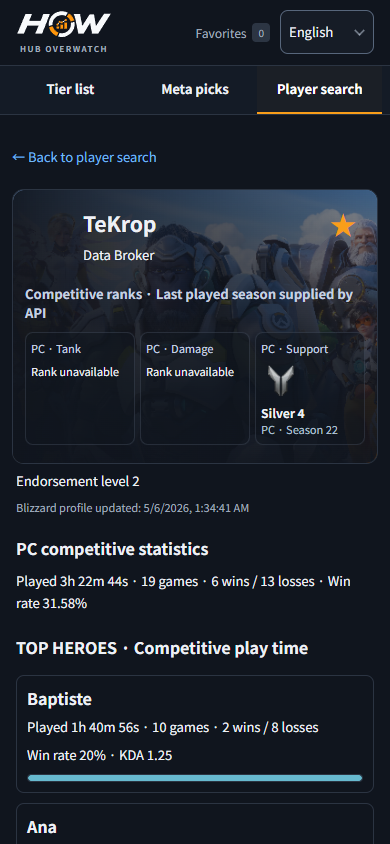 HOW
HUB OVERWATCH
Favorites 0
English
Tier list
Meta picks
Player search
← Back to player search
TeKrop
Data Broker
Competitive ranks · Last played season supplied by
API
PC · Tank
Rank unavailable
PC · Damage
Rank unavailable
PC · Support
Silver 4
PC · Season 22
Endorsement level 2
Blizzard profile updated: 5/6/2026, 1:34:41 AM
PC competitive statistics
Played 3h 22m 44s · 19 games · 6 wins / 13 losses · Win
rate 31.58%
TOP HEROES · Competitive play time
Baptiste
Played 1h 40m 56s · 10 games · 2 wins / 8 losses
Win rate 20% · KDA 1.25
Ana